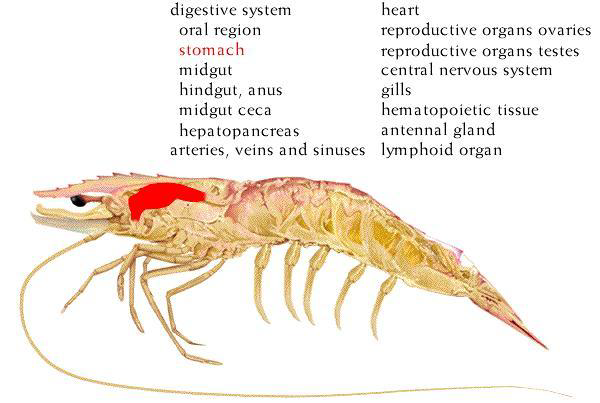 digestive system
oral region
stomach
midgut
hindgut, anus
midgut ceca
hepatopancreas
arteries, veins and sinuses
heart
reproductive organs ovaries
reproductive organs testes
central nervous system
gills
hematopoietic tissue
antennal gland
lymphoid organ